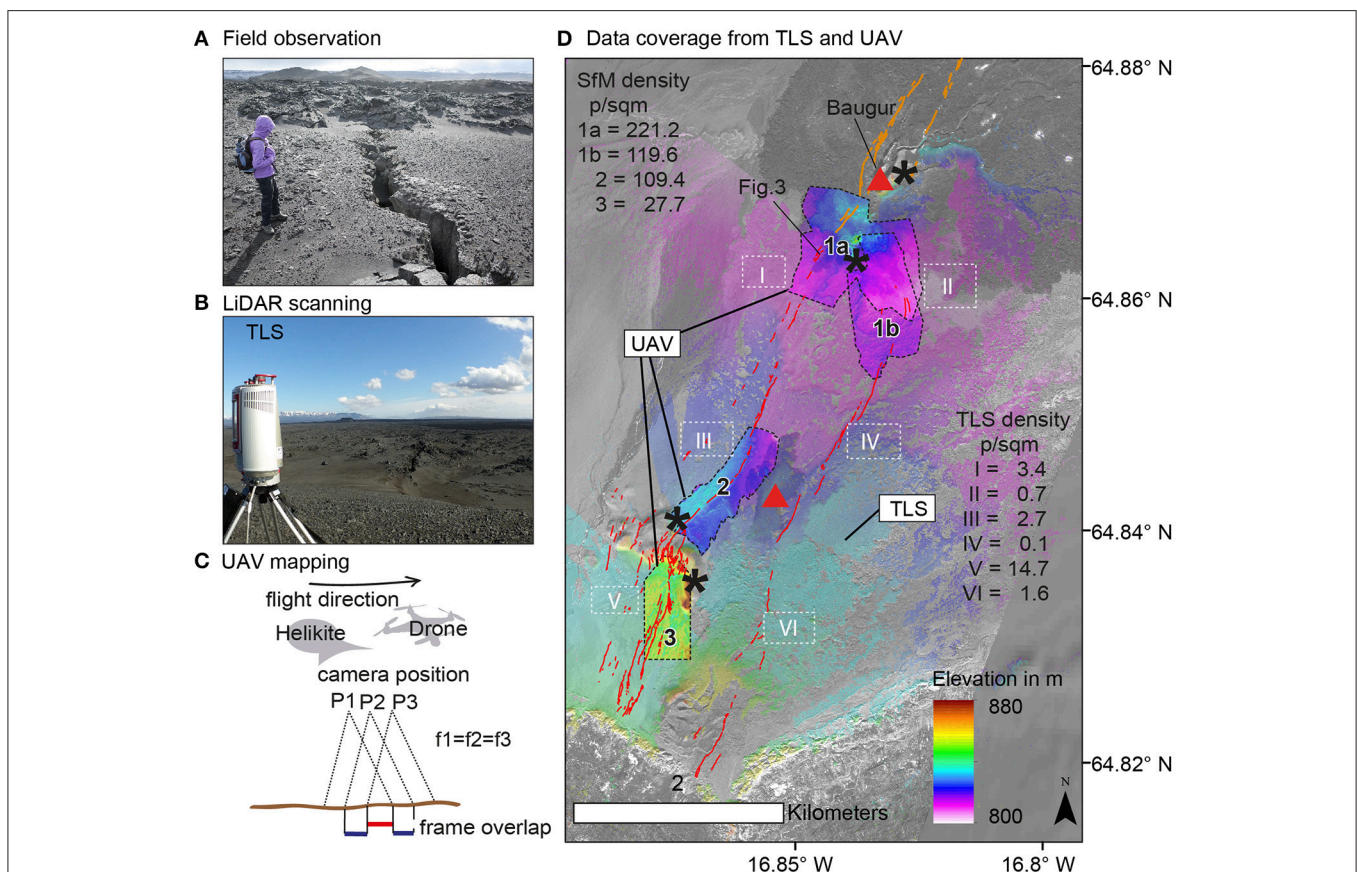 A Field observation
B LiDAR scanning
TLS
C UAV mapping
flight direction
Helikite
Drone
camera position
P1 P2 P3
f1=f2=f3
frame overlap
D Data coverage from TLS and UAV
SfM density
p/sqm
1a = 221.2
1b = 119.6
2 = 109.4
3 = 27.7
Baugur
Fig.3
1a
I
II
1b
UAV
III
IV
2
TLS
V
3
VI
TLS density
p/sqm
I = 3.4
II = 0.7
III = 2.7
IV = 0.1
V = 14.7
VI = 1.6
Elevation in m
880
800
N
2
Kilometers
64.88° N
64.86° N
64.84° N
64.82° N
16.85° W
16.8° W